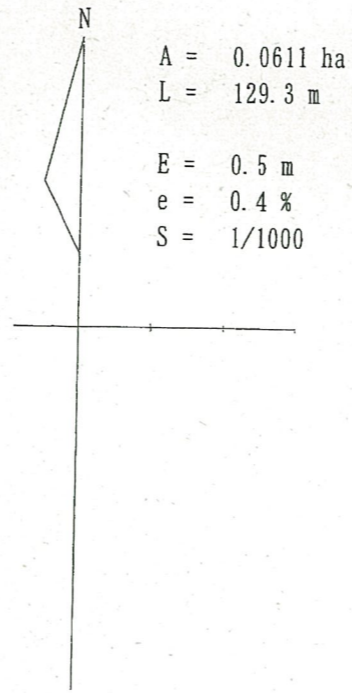 N
A = 0.0611 ha
L = 129.3 m
E = 0.5 m
e = 0.4 %
S = 1/1000